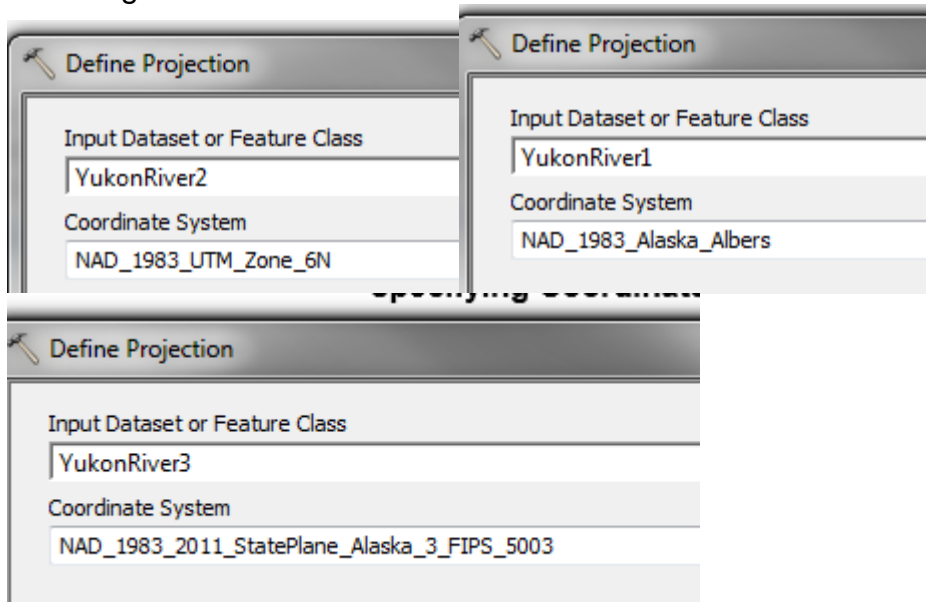 Define Projection
Input Dataset or Feature Class
YukonRiver2
Coordinate System
NAD_1983_UTM_Zone_6N
Define Projection
Input Dataset or Feature Class
YukonRiver1
Coordinate System
NAD_1983_Alaska_Albers
Define Projection
Input Dataset or Feature Class
YukonRiver3
Coordinate System
NAD_1983_2011_StatePlane_Alaska_3_FIPS_5003